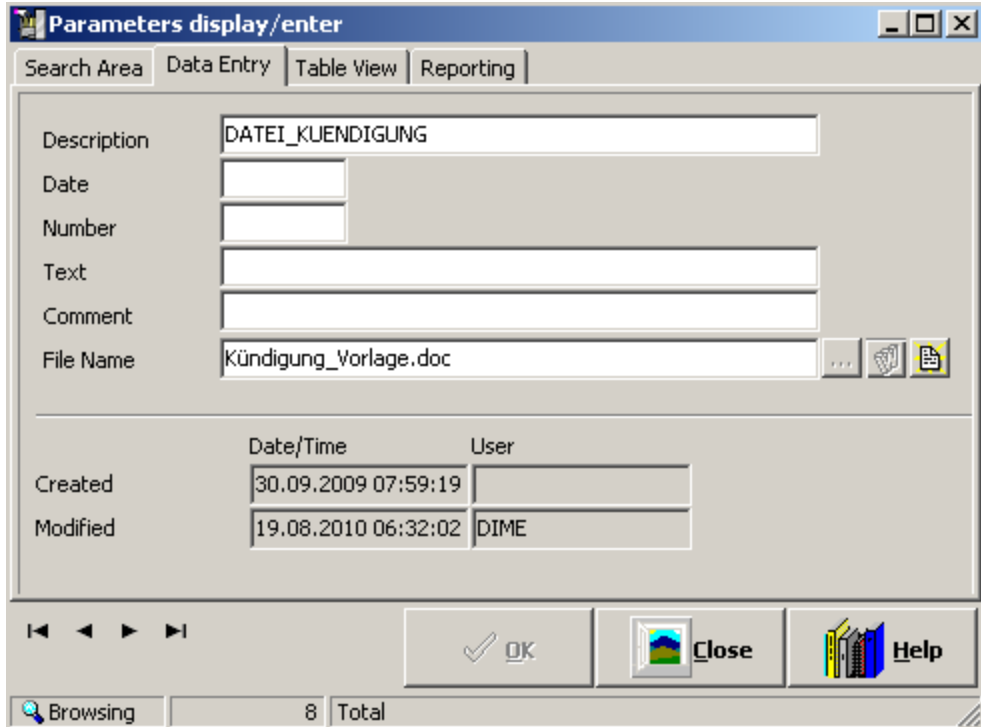 Parameters display/enter
Search Area Data Entry Table View Reporting
Description DATEI_KUENDIGUNG
Date
Number
Text
Comment
File Name Kündigung_Vorlage.doc ...
Date/Time User
Created 30.09.2009 07:59:19
Modified 19.08.2010 06:32:02 DIME
OK Close Help
Browsing 8 Total